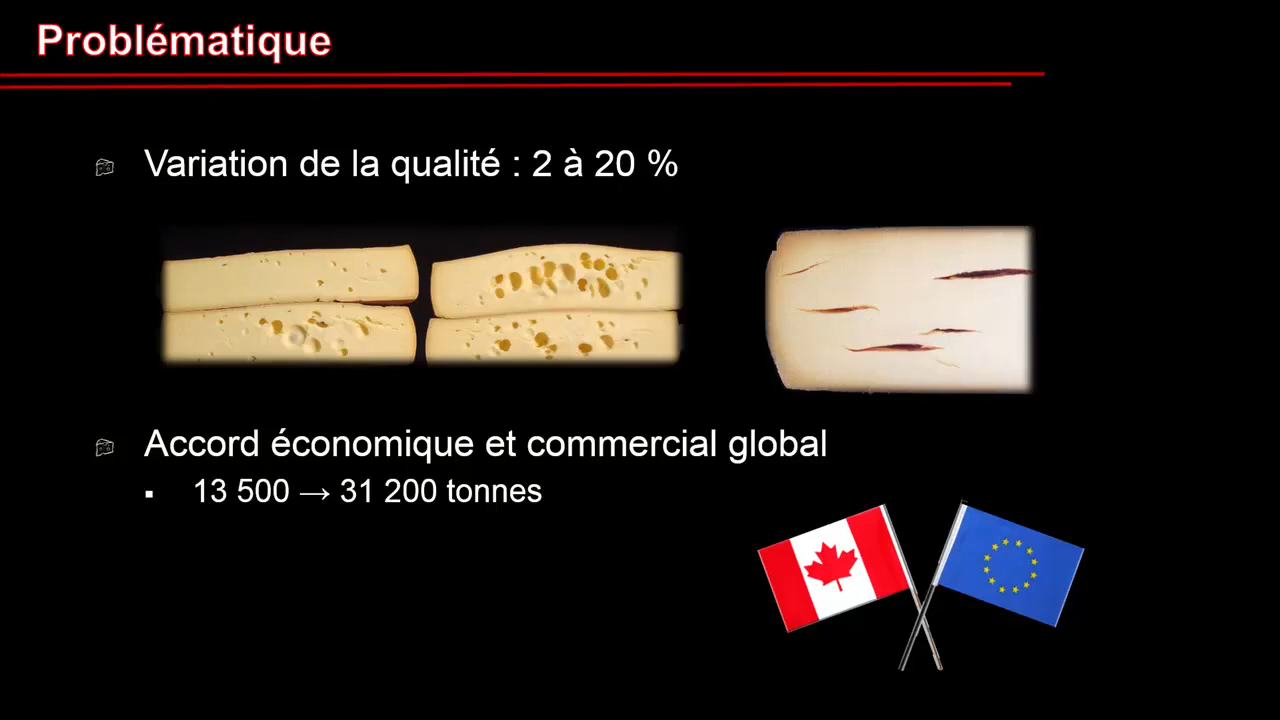 Problématique
Variation de la qualité : 2 à 20 %
Accord économique et commercial global
13 500 → 31 200 tonnes